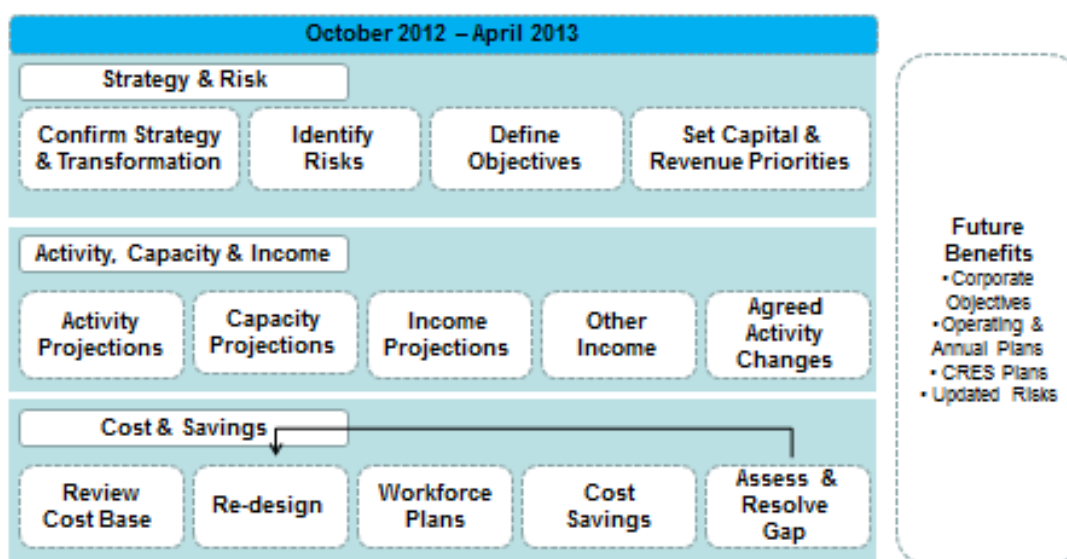 October 2012 – April 2013
Strategy & Risk
Confirm Strategy
& Transformation
Identify
Risks
Define
Objectives
Set Capital &
Revenue Priorities
Activity, Capacity & Income
Activity
Projections
Capacity
Projections
Income
Projections
Other
Income
Agreed
Activity
Changes
Cost & Savings
Review
Cost Base
Re-design
Workforce
Plans
Cost
Savings
Assess &
Resolve
Gap
Future
Benefits
• Corporate
Objectives
• Operating &
Annual Plans
• CRES Plans
• Updated Risks